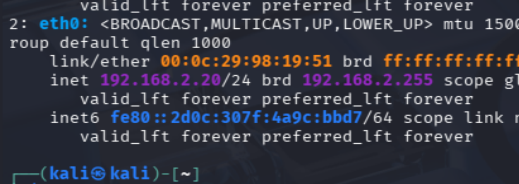 valid_lft forever preferred_lft forever
2: eth0: <BROADCAST,MULTICAST,UP,LOWER_UP> mtu 1500
roup default qlen 1000
link/ether 00:0c:29:98:19:51 brd ff:ff:ff:ff:ff
inet 192.168.2.20/24 brd 192.168.2.255 scope gl
valid_lft forever preferred_lft forever
inet6 fe80::2d0c:307f:4a9c:bbd7/64 scope link
valid_lft forever preferred_lft forever
┌──(kali㉿kali)-[~]